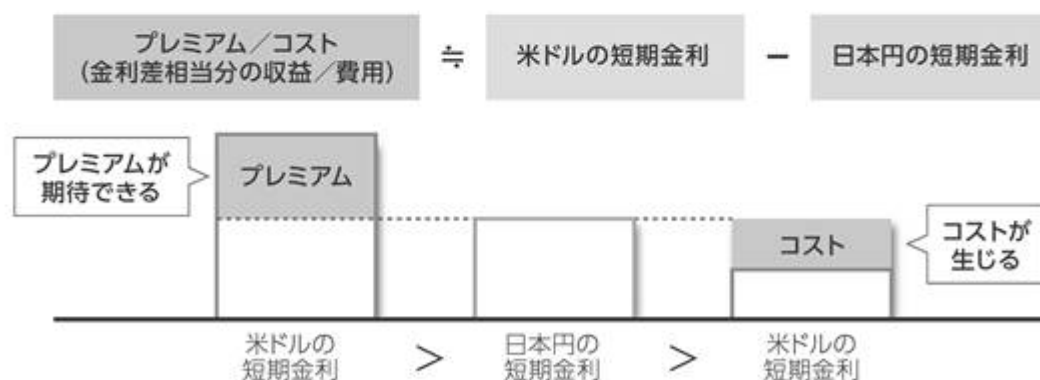 プレミアム/コスト
(金利差相当分の収益/費用)
≒
米ドルの短期金利
−
日本円の短期金利
プレミアムが
期待できる
プレミアム
コスト
コストが
生じる
米ドルの
短期金利
>
日本円の
短期金利
>
米ドルの
短期金利